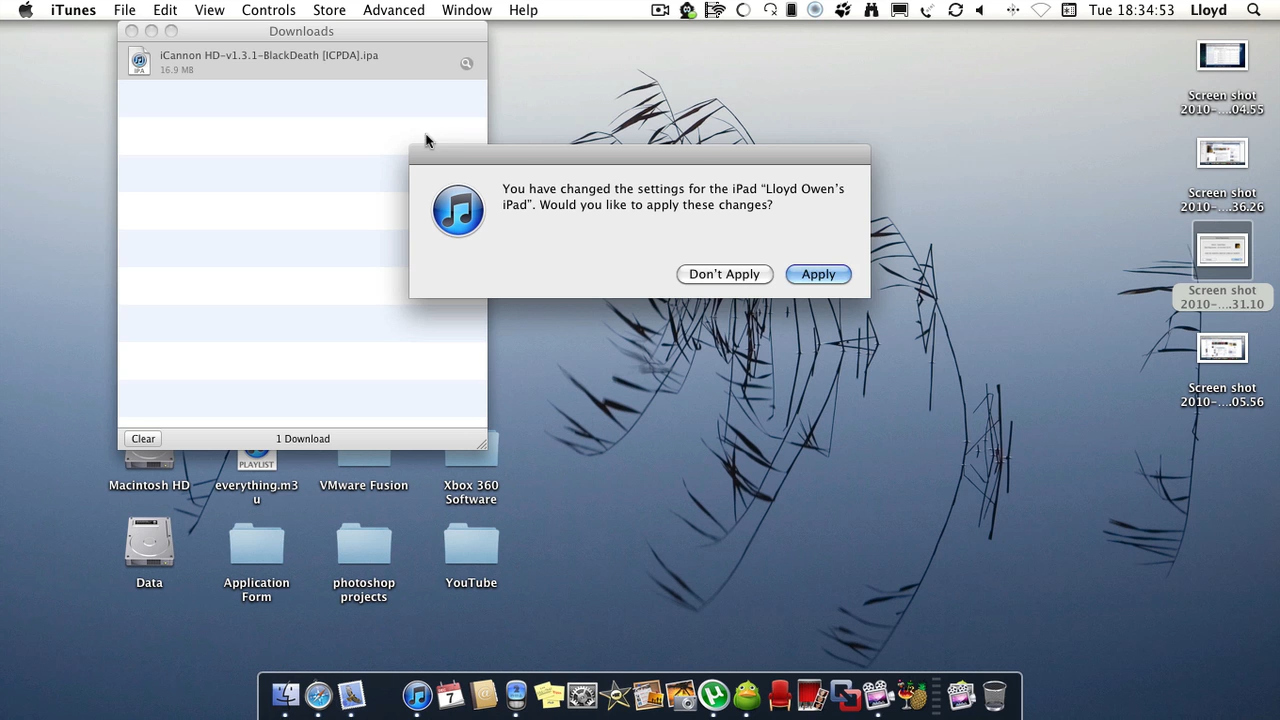 iTunes File Edit View Controls Store Advanced Window Help
Tue 18:34:53 Lloyd
Downloads
iCannon HD-v1.3.1-BlackDeath [ICPDA].ipa
16.9 MB
IPA
You have changed the settings for the iPad “Lloyd Owen’s
iPad”. Would you like to apply these changes?
Don’t Apply
Apply
Clear
1 Download
Screen shot
2010-....04.55
Screen shot
2010-....36.26
Screen shot
2010-....31.10
Screen shot
2010-....05.56
Macintosh HD
PLAYLIST
everything.m3
u
VMware Fusion
Xbox 360
Software
Data
Application
Form
photoshop
projects
YouTube
7